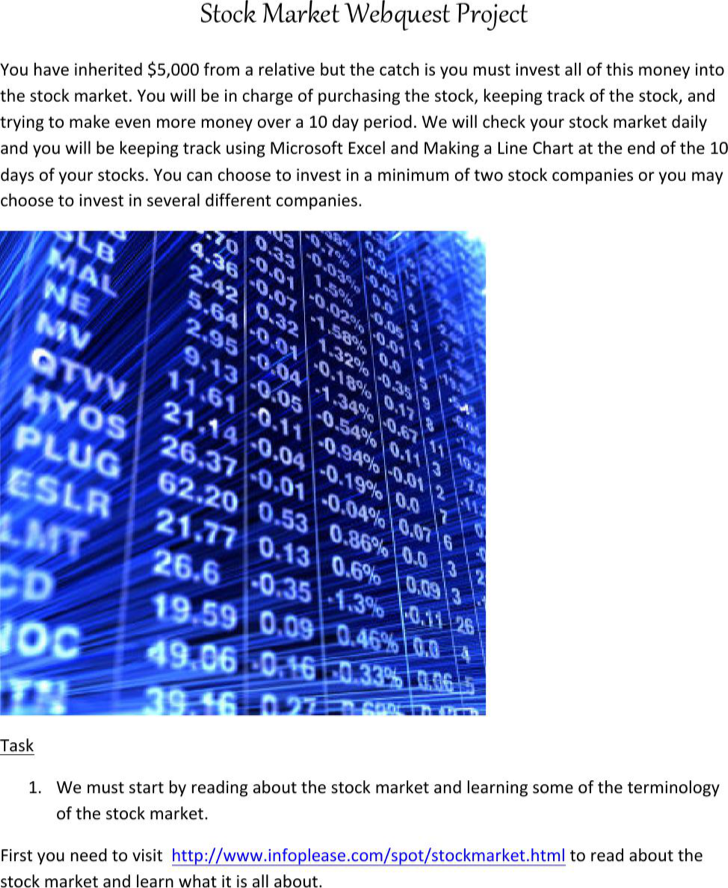 Stock Market Webquest Project
You have inherited $5,000 from a relative but the catch is you must invest all of this money into
the stock market. You will be in charge of purchasing the stock, keeping track of the stock, and
trying to make even more money over a 10 day period. We will check your stock market daily
and you will be keeping track using Microsoft Excel and Making a Line Chart at the end of the 10
days of your stocks. You can choose to invest in a minimum of two stock companies or you may
choose to invest in several different companies.
MAL 4.36 -0.01 -0.03%
NE 2.42 -0.07 1.5%
MV 5.64 0.32 -0.02%
QTVV 2.95 -0.01 -1.58%
HYOS 9.13 -0.04 1.32%
PLUG 11.61 -0.05 -0.18%
ESLR 21.14 -0.11 -1.34%
LMT 26.37 -0.04 -0.54%
CD 62.20 -0.01 -0.94%
21.77 0.53 -0.19%
26.6 0.13 -0.04%
19.59 -0.35 0.86%
49.06 0.09 0.6%
39.16 -0.16 -1.3%
0.27 0.46%
-0.33%
Task
1. We must start by reading about the stock market and learning some of the terminology
of the stock market.
First you need to visit http://www.infoplease.com/spot/stockmarket.html to read about the
stock market and learn what it is all about.